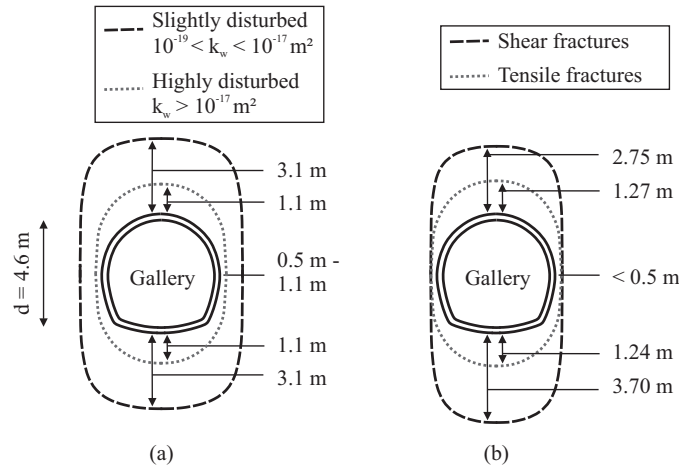 Slightly disturbed
10⁻¹⁹ < k_w < 10⁻¹⁷ m²
Highly disturbed
k_w > 10⁻¹⁷ m²
3.1 m
1.1 m
d = 4.6 m
Gallery
0.5 m -
1.1 m
1.1 m
3.1 m
(a)
Shear fractures
Tensile fractures
2.75 m
1.27 m
Gallery
< 0.5 m
1.24 m
3.70 m
(b)